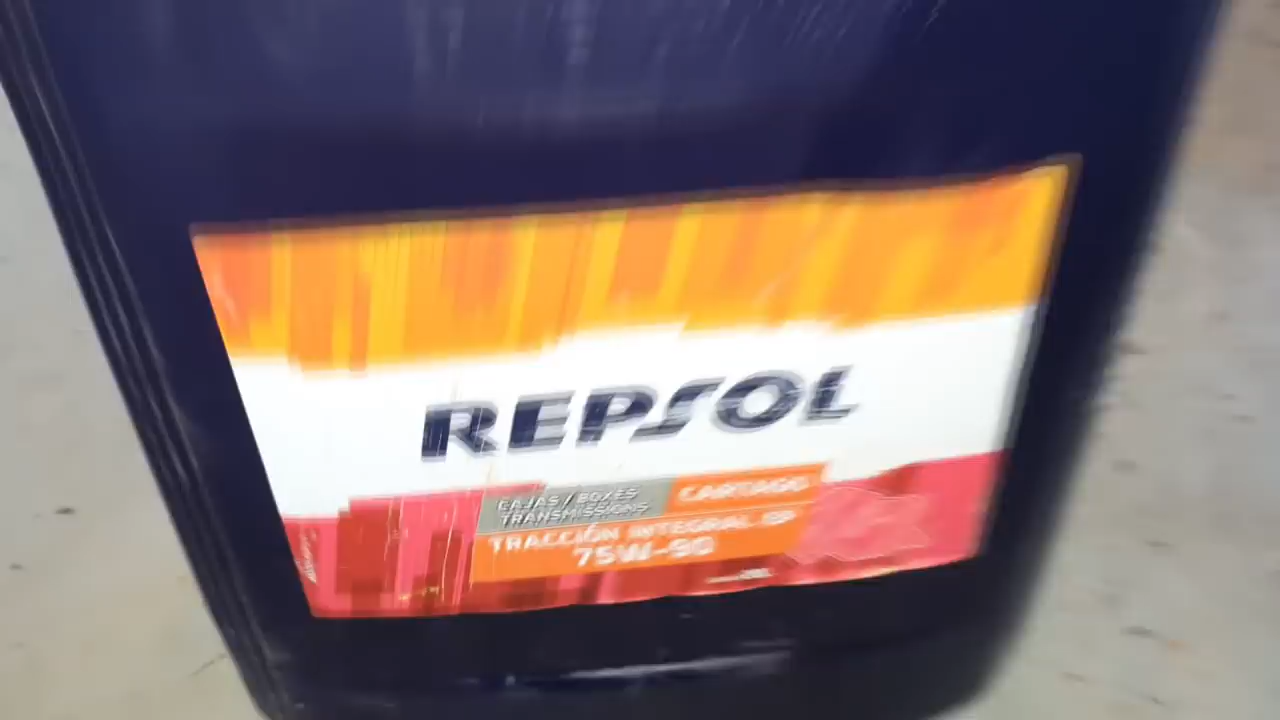 REPSOL
CAJAS / BOXES
TRANSMISSIONS
CARTAGO
TRACCIÓN INTEGRAL EP
75W-90